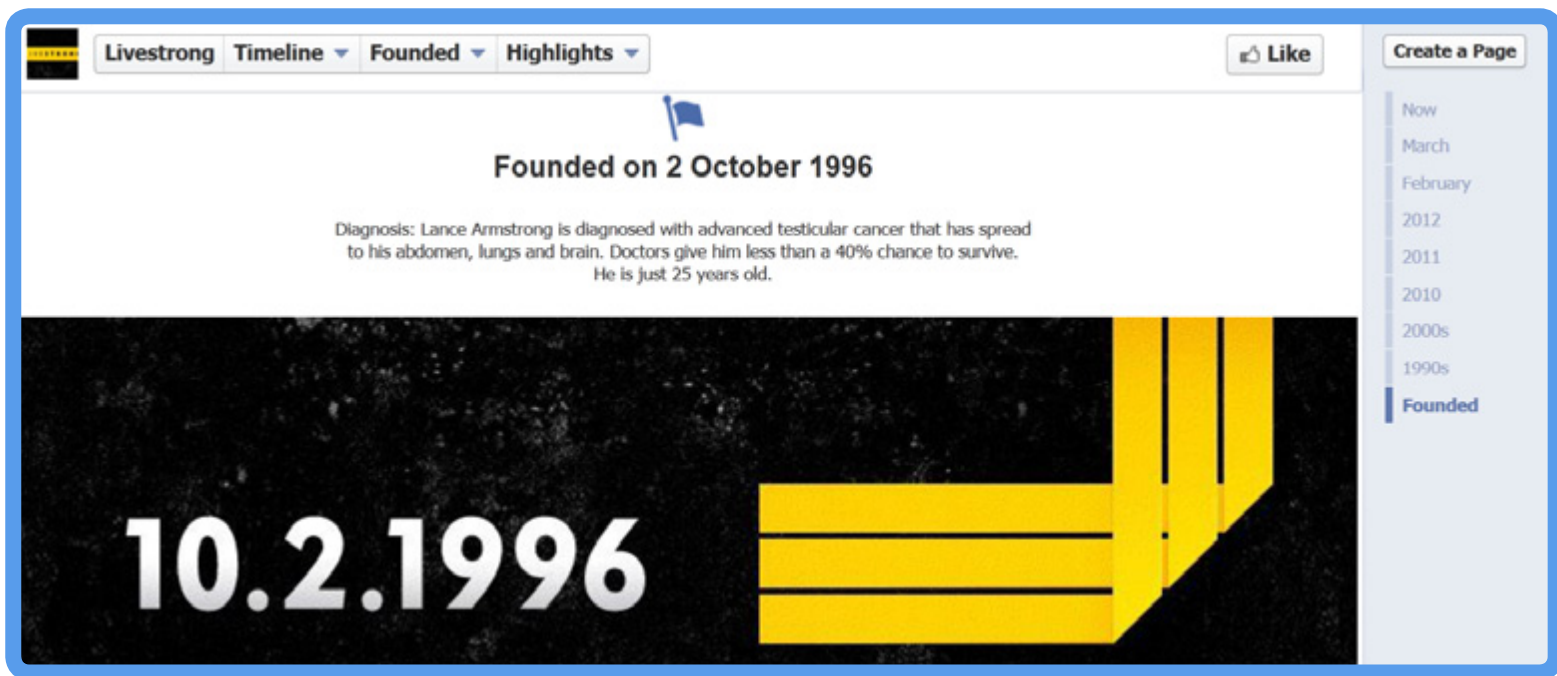 Livestrong Timeline Founded Highlights
Like
Create a Page
Founded on 2 October 1996
Diagnosis: Lance Armstrong is diagnosed with advanced testicular cancer that has spread
to his abdomen, lungs and brain. Doctors give him less than a 40% chance to survive.
He is just 25 years old.
10.2.1996
Now
March
February
2012
2011
2010
2000s
1990s
Founded